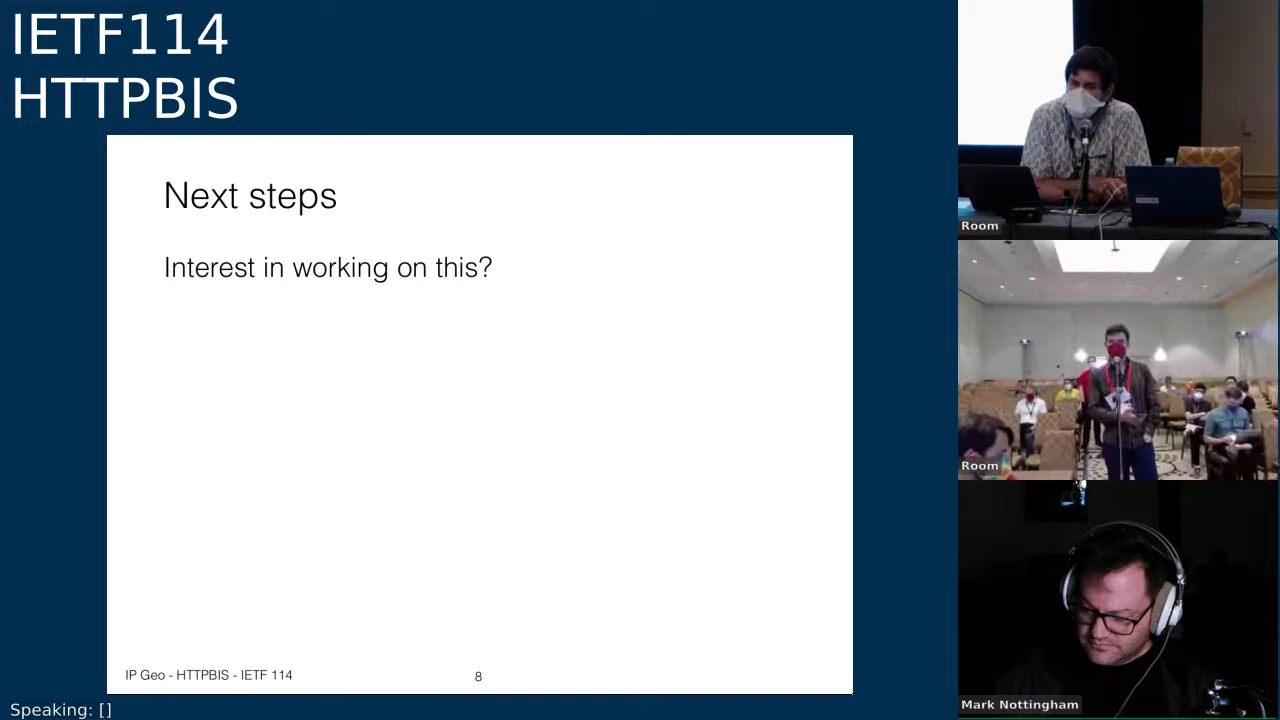 IETF114
HTTPBIS
Next steps
Interest in working on this?
IP Geo - HTTPBIS - IETF 114
8
Speaking: []
Room
Room
Mark Nottingham